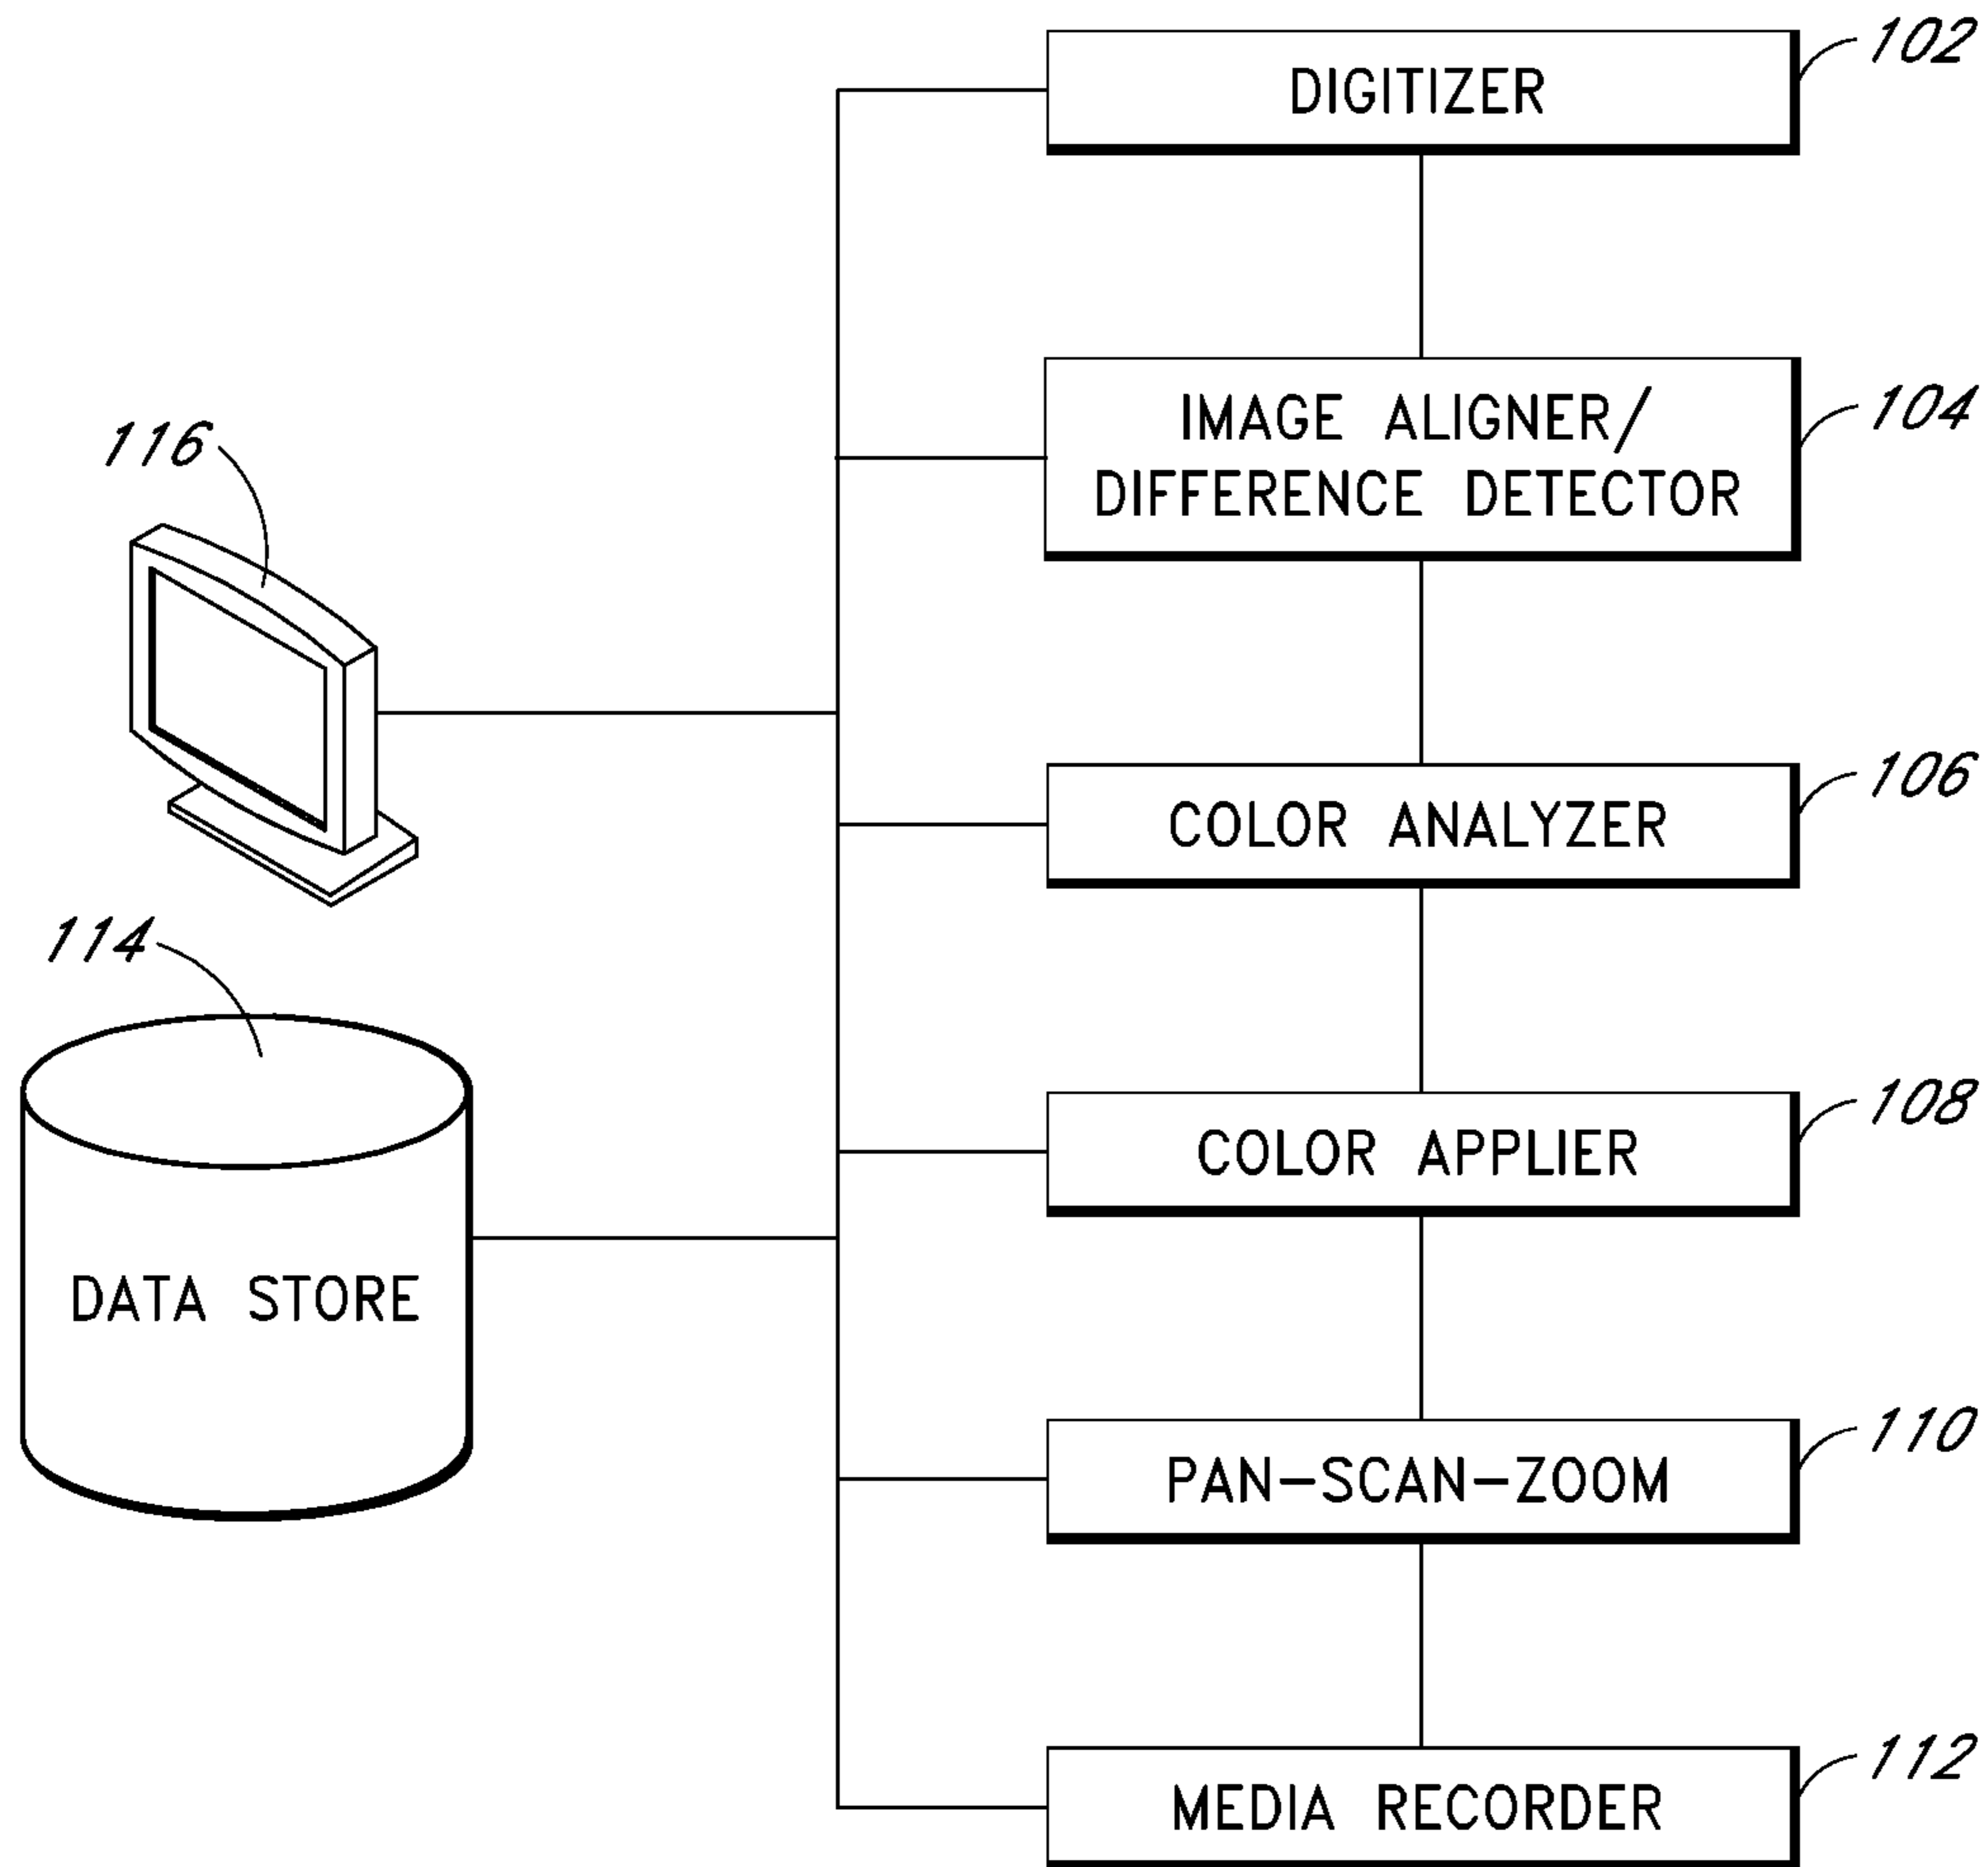 DIGITIZER
102
IMAGE ALIGNER/
DIFFERENCE DETECTOR
104
116
COLOR ANALYZER
106
114
DATA STORE
COLOR APPLIER
108
PAN-SCAN-ZOOM
110
MEDIA RECORDER
112